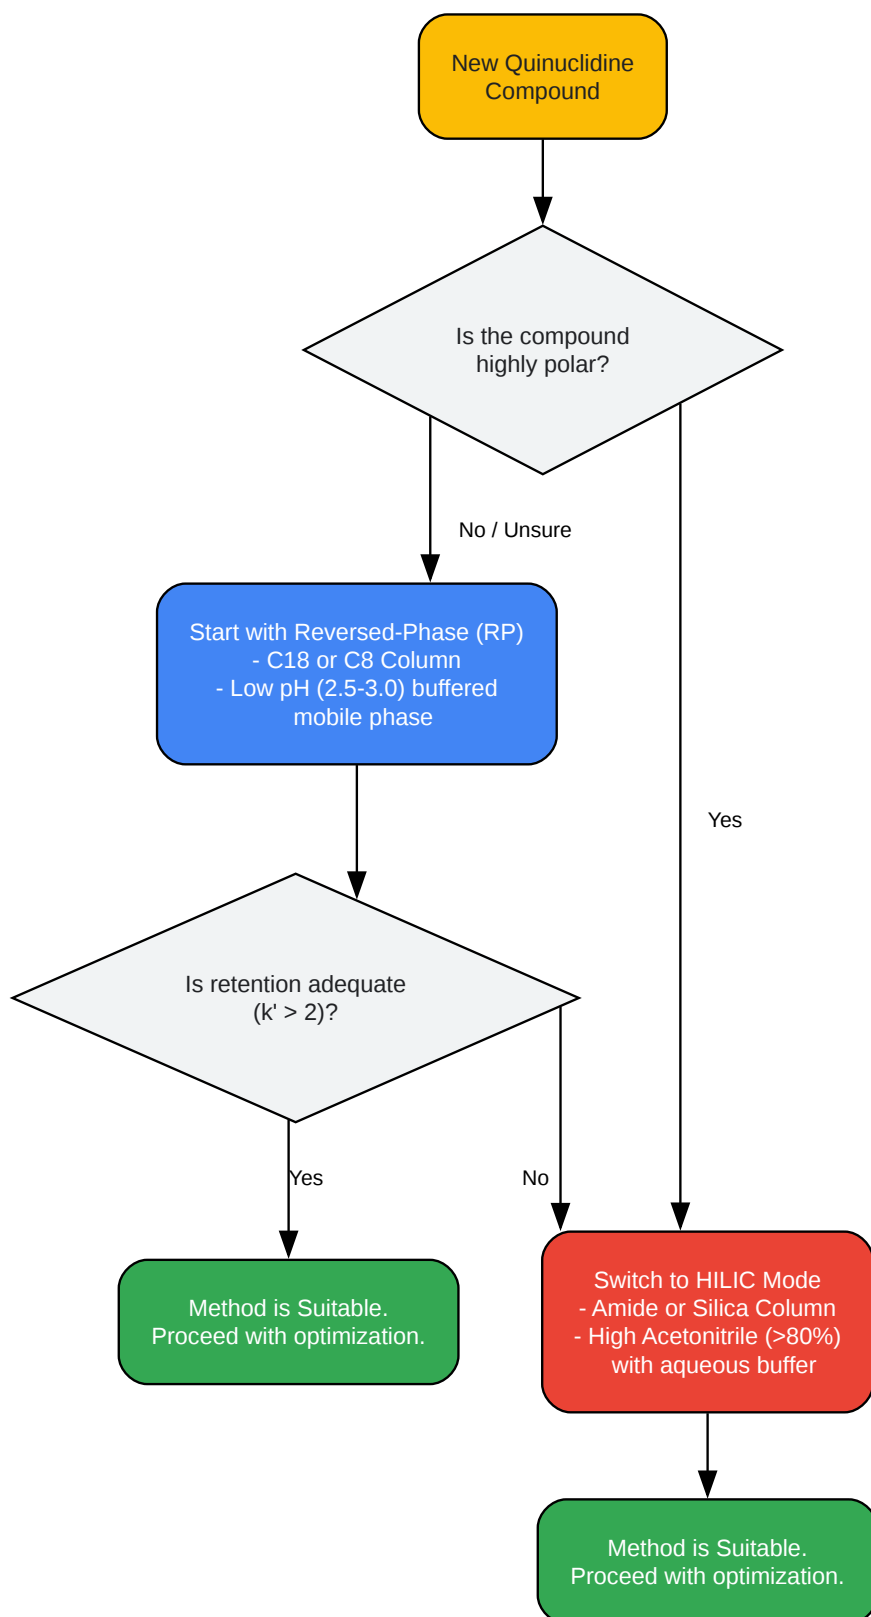 New Quinuclidine
Compound
Is the compound
highly polar?
No / Unsure
Start with Reversed-Phase (RP)
- C18 or C8 Column
- Low pH (2.5-3.0) buffered
mobile phase
Yes
Is retention adequate
(k' > 2)?
Yes
No
Method is Suitable.
Proceed with optimization.
Switch to HILIC Mode
- Amide or Silica Column
- High Acetonitrile (>80%)
with aqueous buffer
Method is Suitable.
Proceed with optimization.